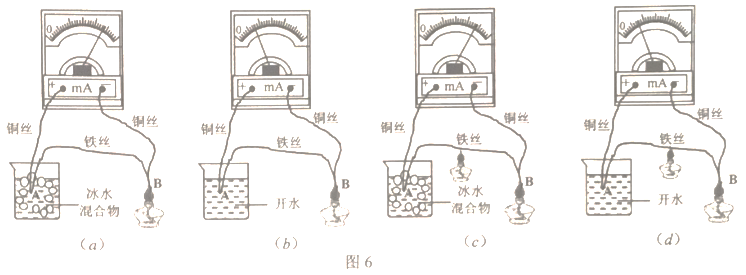 0 0 0 0
+ mA − + mA − + mA − + mA −
铜丝 铜丝 铜丝 铜丝 铜丝 铜丝 铜丝 铜丝
铁丝 铁丝 铁丝 铁丝
A B A B A B A B
冰水 开水 冰水 开水
混合物 混合物
(a) (b) (c) (d)
图 6